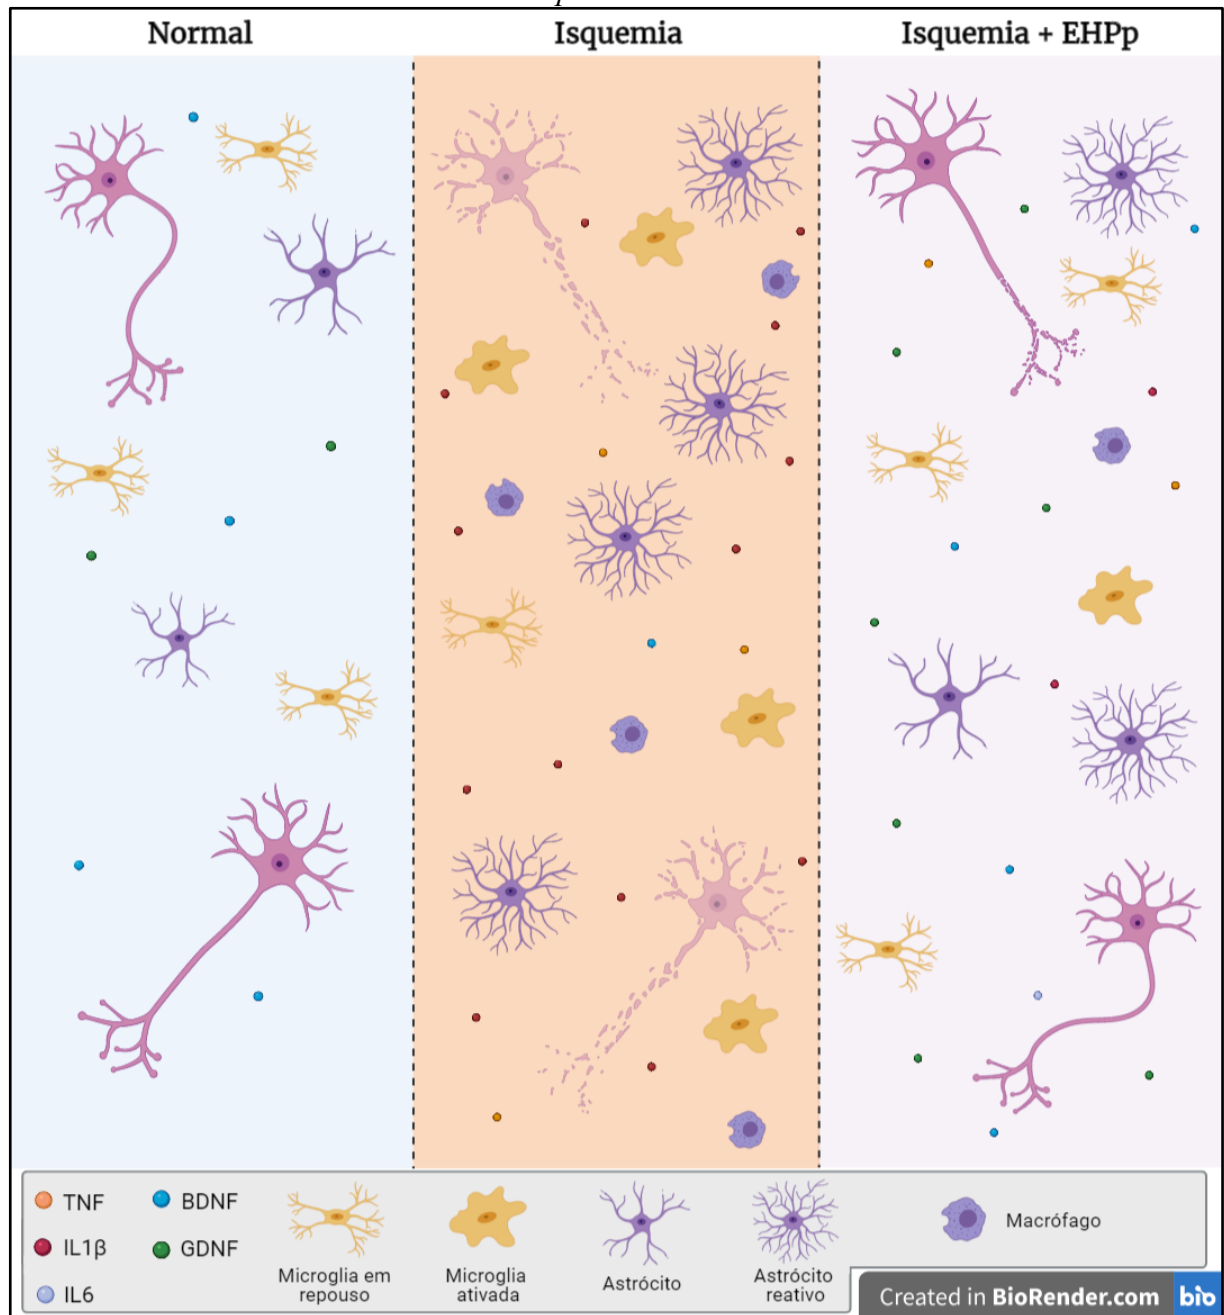 Normal
Isquemia
Isquemia + EHPp
TNF
BDNF
IL1β
GDNF
IL6
Microglia em
repouso
Microglia
ativada
Astrócito
Astrócito
reativo
Macrófago
Created in BioRender.com bio